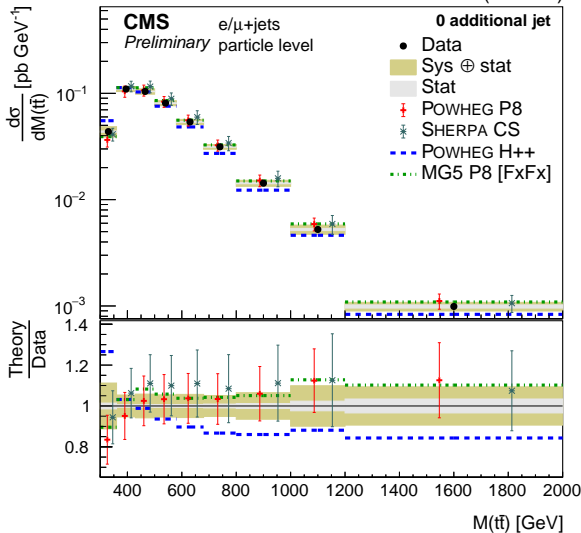 CMS
Preliminary
e/μ+jets
particle level
0 additional jet
Data
Sys ⊕ stat
Stat
POWHEG P8
SHERPA CS
POWHEG H++
MG5 P8 [FxFx]
dσ/dM(tt̄) [pb GeV⁻¹]
10⁻¹
10⁻²
10⁻³
Theory/Data
1.4
1.2
1
0.8
400 600 800 1000 1200 1400 1600 1800 2000
M(tt̄) [GeV]